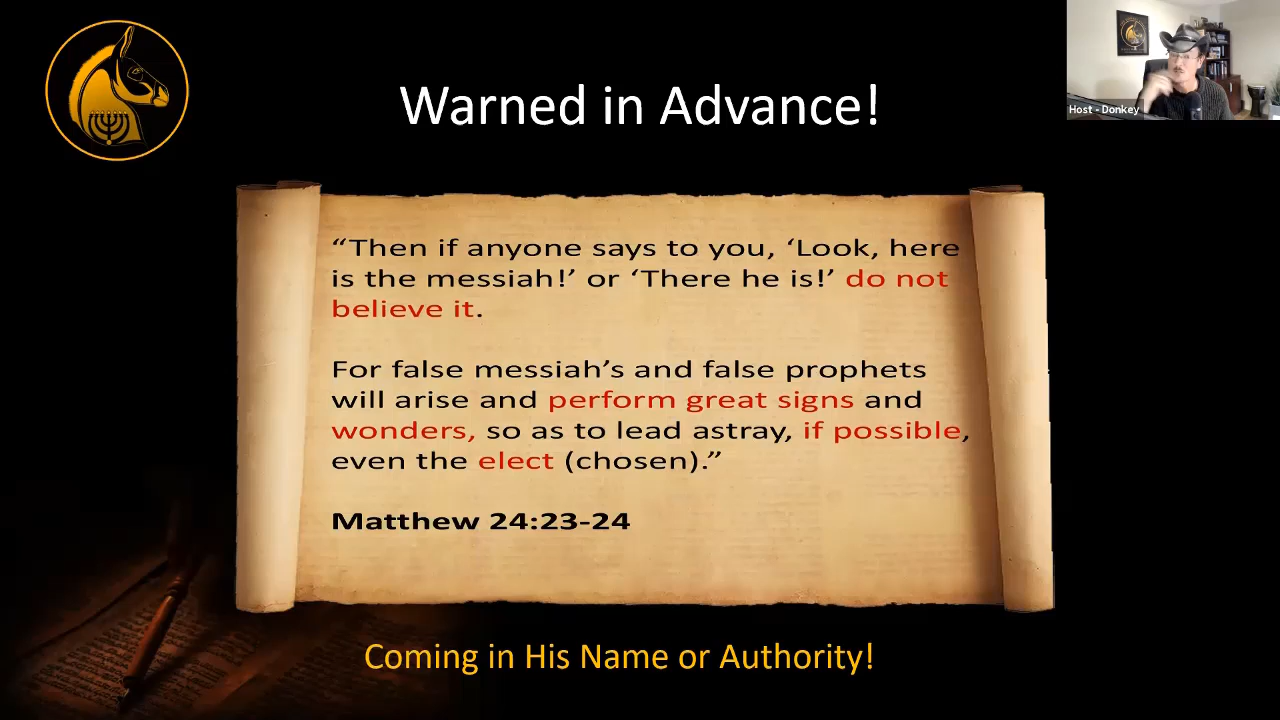 Warned in Advance!
Host - Donkey
“Then if anyone says to you, ‘Look, here
is the messiah!’ or ‘There he is!’ do not
believe it.
For false messiah’s and false prophets
will arise and perform great signs and
wonders, so as to lead astray, if possible,
even the elect (chosen).”
Matthew 24:23-24
Coming in His Name or Authority!